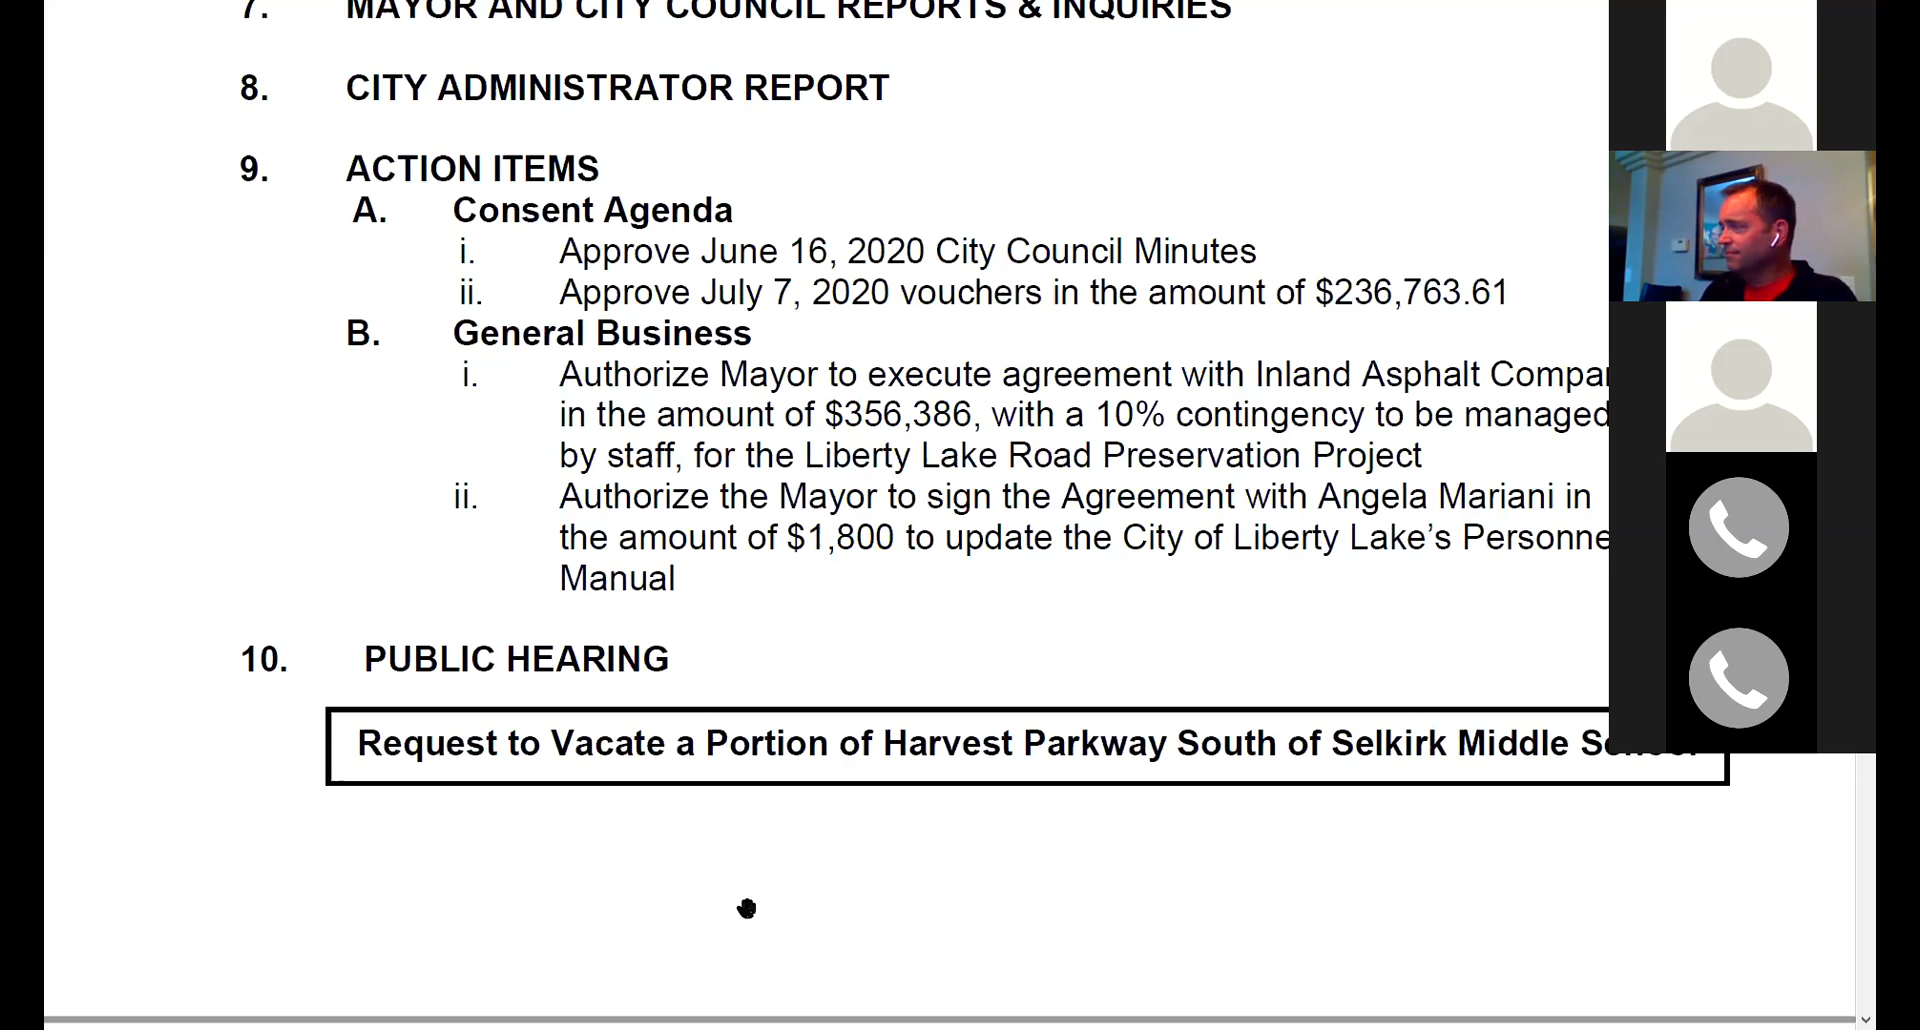 7. MAYOR AND CITY COUNCIL REPORTS & INQUIRIES
8. CITY ADMINISTRATOR REPORT
9. ACTION ITEMS
A. Consent Agenda
i. Approve June 16, 2020 City Council Minutes
ii. Approve July 7, 2020 vouchers in the amount of $236,763.61
B. General Business
i. Authorize Mayor to execute agreement with Inland Asphalt
in the amount of $356,386, with a 10% contingency to be managed
by staff, for the Liberty Lake Road Preservation Project
ii. Authorize the Mayor to sign the Agreement with Angela Mariani in
the amount of $1,800 to update the City of Liberty Lake’s
Manual
10. PUBLIC HEARING
Request to Vacate a Portion of Harvest Parkway South of Selkirk Middle